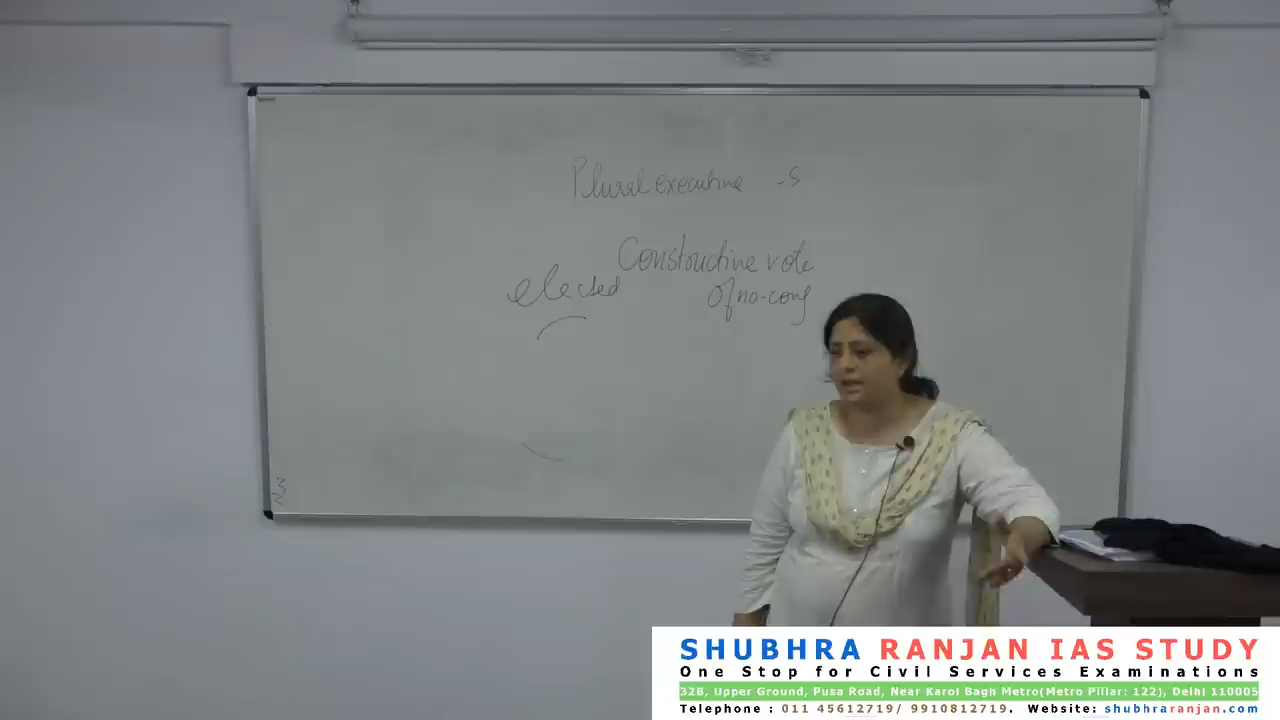 Plural executive - S
Constructive vote
elected
of no-conf
SHUBHRA RANJAN IAS STUDY
One Stop for Civil Services Examinations
32B, Upper Ground, Pusa Road, Near Karol Bagh Metro(Metro Pillar: 122), Delhi 110005
Telephone : 011 45612719/ 9910812719. Website: shubhraranjan.com